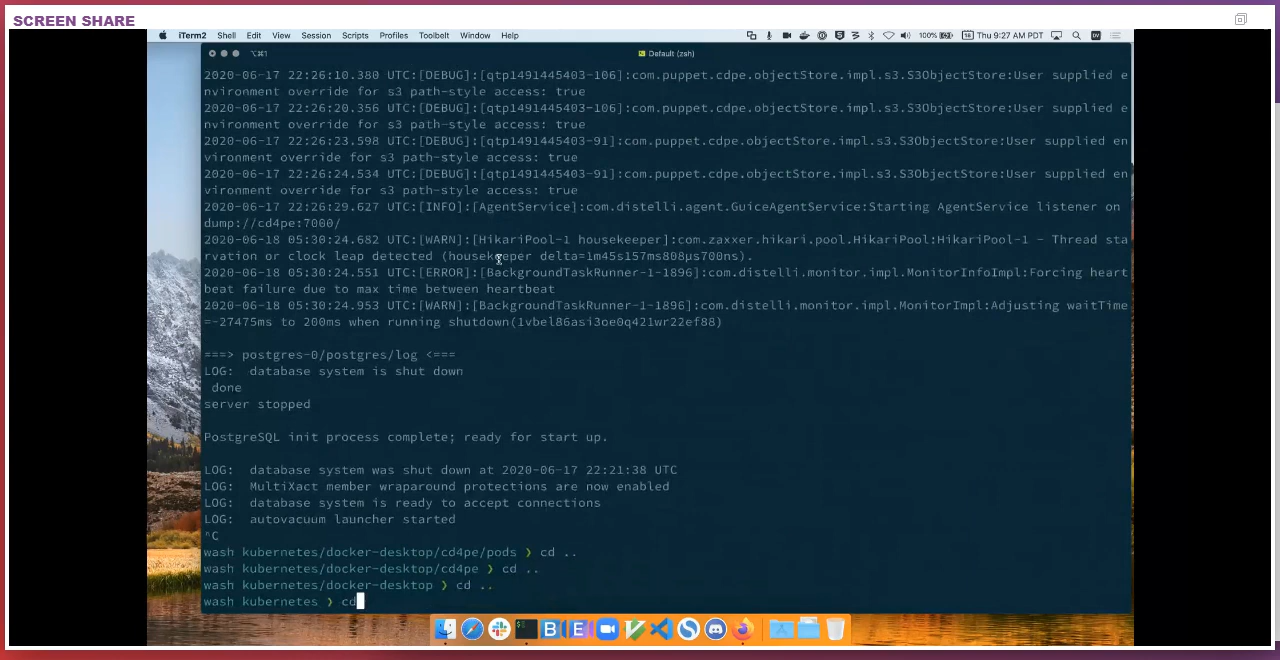 SCREEN SHARE
iTerm2 Shell Edit View Session Scripts Profiles Toolbelt Window Help 100% Thu 9:27 AM PDT
⌥⌘1 Default (zsh)
2020-06-17 22:26:10.380 UTC:[DEBUG]:[qtp1491445403-106]:com.puppet.cdpe.objectStore.impl.s3.S3ObjectStore:User supplied e
nvironment override for s3 path-style access: true
2020-06-17 22:26:20.356 UTC:[DEBUG]:[qtp1491445403-106]:com.puppet.cdpe.objectStore.impl.s3.S3ObjectStore:User supplied e
nvironment override for s3 path-style access: true
2020-06-17 22:26:23.598 UTC:[DEBUG]:[qtp1491445403-91]:com.puppet.cdpe.objectStore.impl.s3.S3ObjectStore:User supplied en
vironment override for s3 path-style access: true
2020-06-17 22:26:24.534 UTC:[DEBUG]:[qtp1491445403-91]:com.puppet.cdpe.objectStore.impl.s3.S3ObjectStore:User supplied en
vironment override for s3 path-style access: true
2020-06-17 22:26:29.627 UTC:[INFO]:[AgentService]:com.distelli.agent.GuiceAgentService:Starting AgentService listener on
dump://cd4pe:7000/
2020-06-18 05:30:24.682 UTC:[WARN]:[HikariPool-1 housekeeper]:com.zaxxer.hikari.pool.HikariPool:HikariPool-1 - Thread sta
rvation or clock leap detected (housekeeper delta=1m45s157ms808µs700ns).
2020-06-18 05:30:24.551 UTC:[ERROR]:[BackgroundTaskRunner-1-1896]:com.distelli.monitor.impl.MonitorInfoImpl:Forcing heart
beat failure due to max time between heartbeat
2020-06-18 05:30:24.953 UTC:[WARN]:[BackgroundTaskRunner-1-1896]:com.distelli.monitor.impl.MonitorImpl:Adjusting waitTime
=-27475ms to 200ms when running shutdown(1vbel86asi3oe0q421wr22ef88)
===> postgres-0/postgres/log <===
LOG: database system is shut down
done
server stopped
PostgreSQL init process complete; ready for start up.
LOG: database system was shut down at 2020-06-17 22:21:38 UTC
LOG: MultiXact member wraparound protections are now enabled
LOG: database system is ready to accept connections
LOG: autovacuum launcher started
^C
wash kubernetes/docker-desktop/cd4pe/pods ❯ cd ..
wash kubernetes/docker-desktop/cd4pe ❯ cd ..
wash kubernetes/docker-desktop ❯ cd ..
wash kubernetes ❯ cd